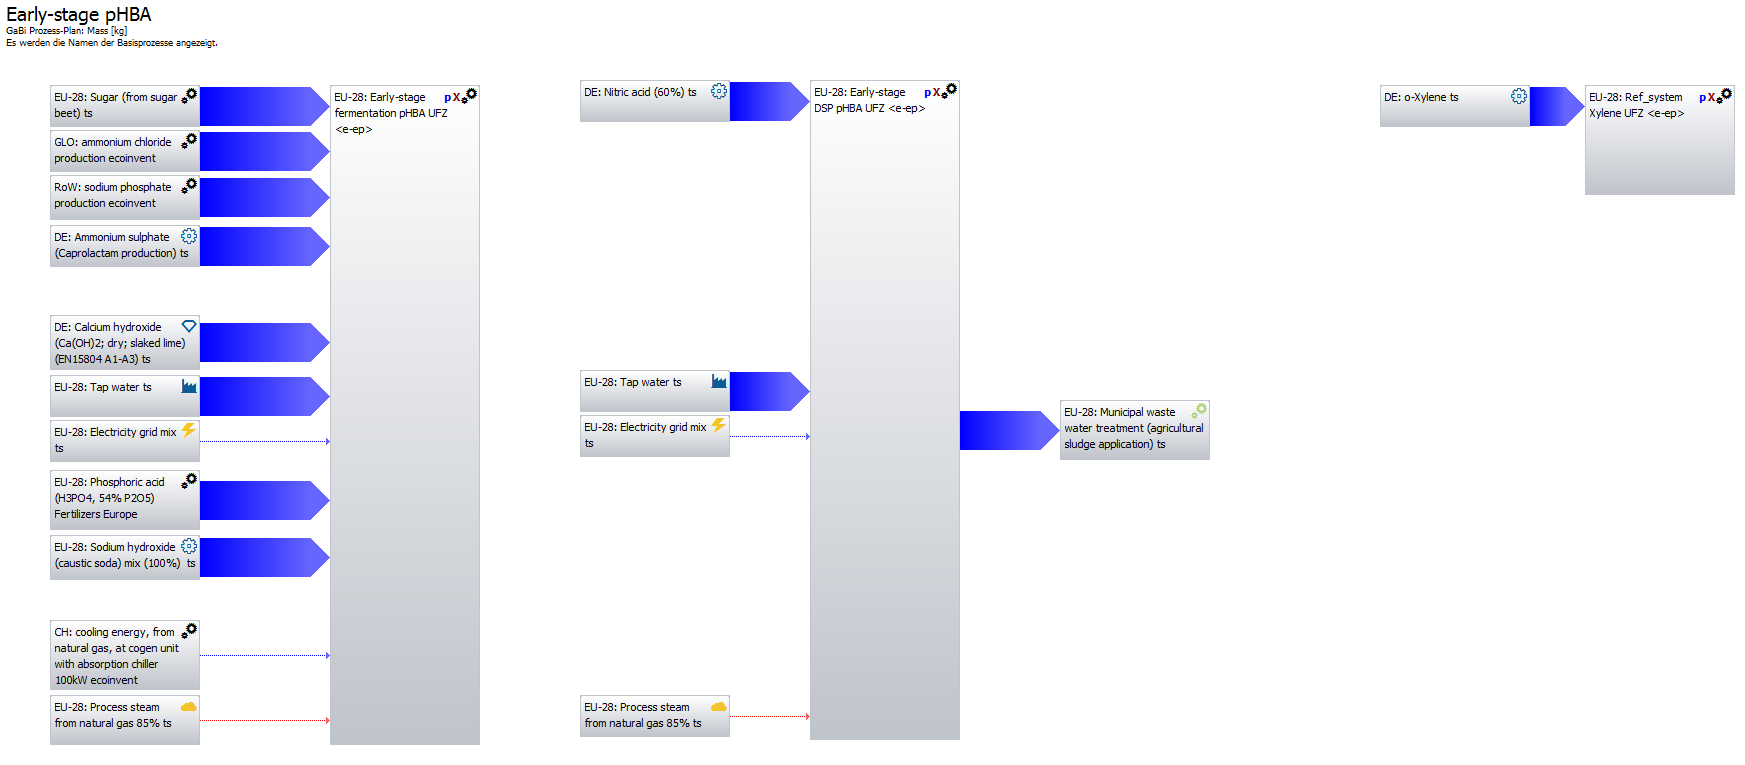 Early-stage pHBA
GaBi Prozess-Plan: Mass [kg]
Es werden die Namen der Basisprozesse angezeigt.
EU-28: Sugar (from sugar
beet) ts
GLO: ammonium chloride
production ecoinvent
RoW: sodium phosphate
production ecoinvent
DE: Ammonium sulphate
(Caprolactam production) ts
DE: Calcium hydroxide
(Ca(OH)2; dry; slaked lime)
(EN15804 A1-A3) ts
EU-28: Tap water ts
EU-28: Electricity grid mix
ts
EU-28: Phosphoric acid
(H3PO4, 54% P2O5)
Fertilizers Europe
EU-28: Sodium hydroxide
(caustic soda) mix (100%) ts
CH: cooling energy, from
natural gas, at cogen unit
with absorption chiller
100kW ecoinvent
EU-28: Process steam
from natural gas 85% ts
EU-28: Early-stage pX
fermentation pHBA UFZ
<e-ep>
DE: Nitric acid (60%) ts
EU-28: Tap water ts
EU-28: Electricity grid mix
ts
EU-28: Process steam
from natural gas 85% ts
EU-28: Early-stage pX
DSP pHBA UFZ <e-ep>
EU-28: Municipal waste
water treatment (agricultural
sludge application) ts
DE: o-Xylene ts
EU-28: Ref_system pX
Xylene UFZ <e-ep>